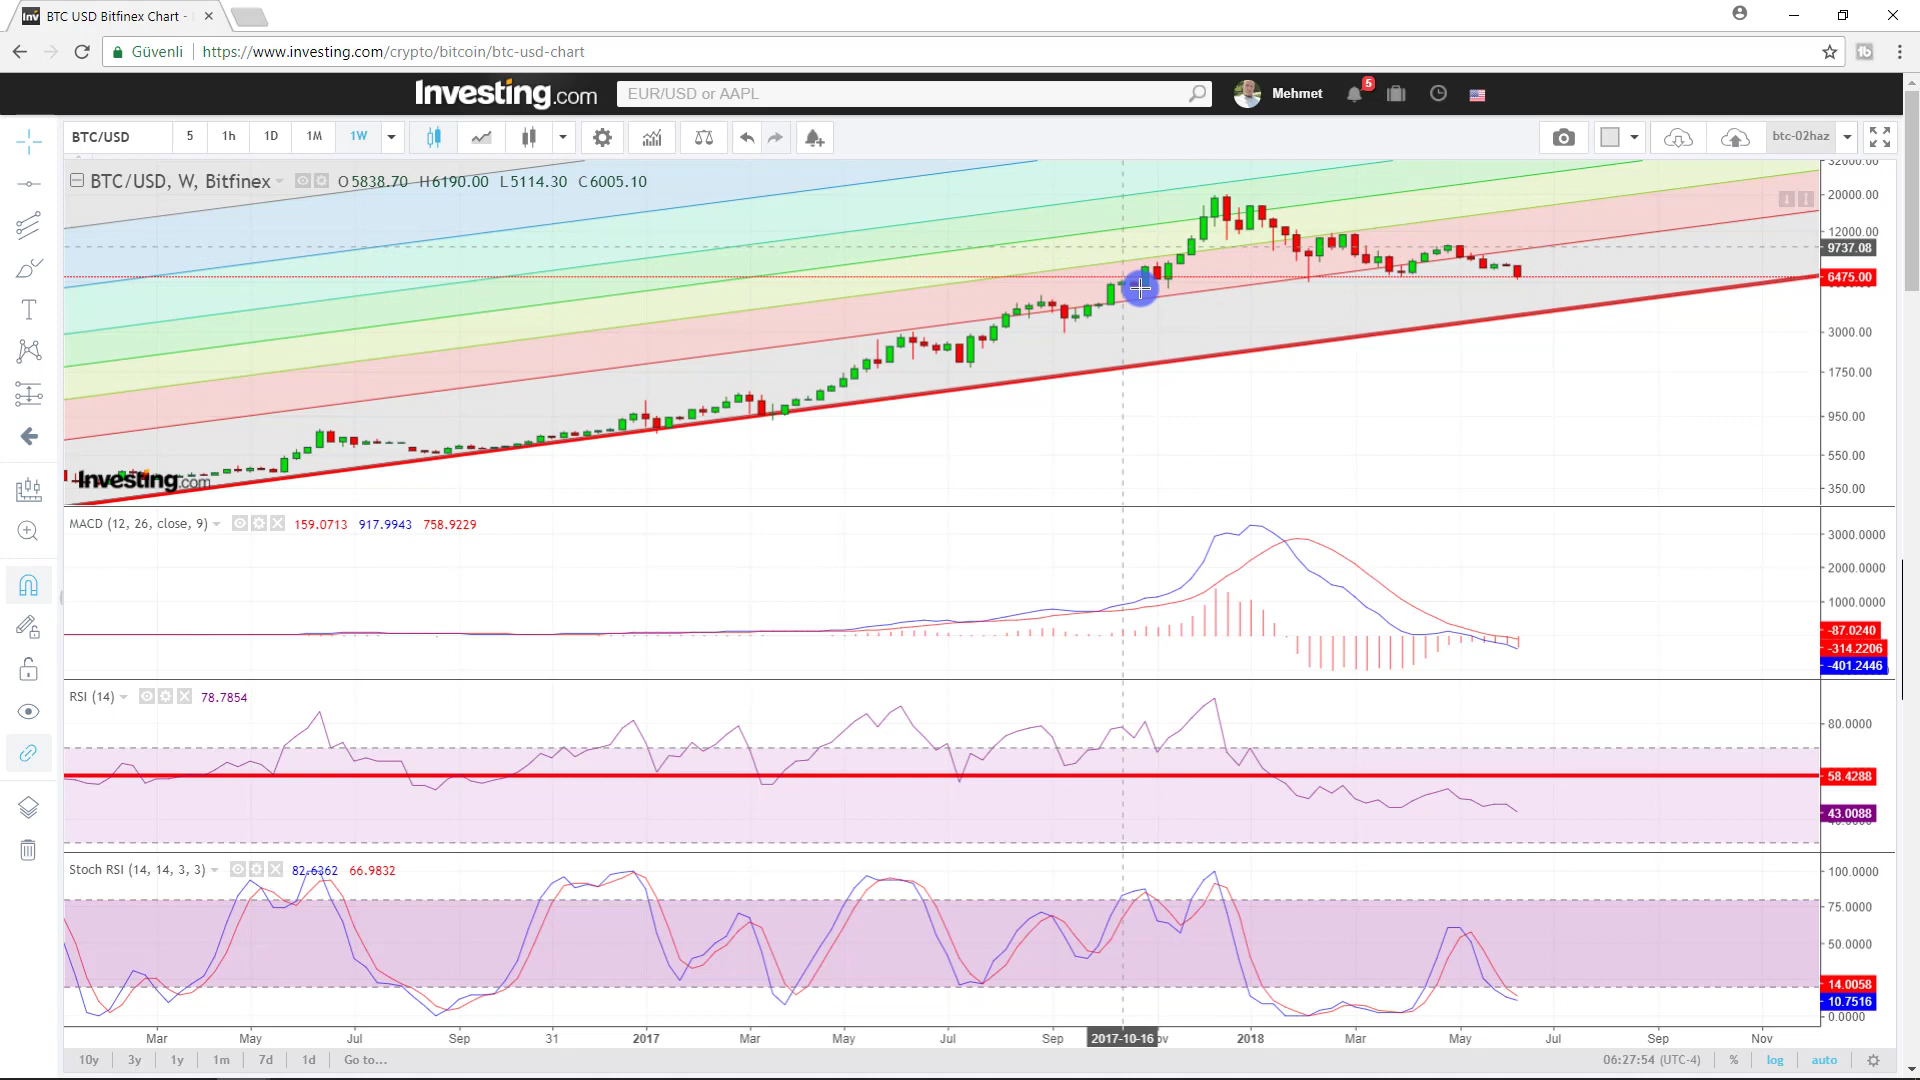 BTC USD Bitfinex Chart -
Güvenli https://www.investing.com/crypto/bitcoin/btc-usd-chart
Investing.com EUR/USD or AAPL Mehmet 5
BTC/USD 5 1h 1D 1M 1W btc-02haz
BTC/USD, W, Bitfinex O5838.70 H6190.00 L5114.30 C6005.10
32000.00
20000.00
12000.00
9737.08
6475.00
3000.00
1750.00
950.00
550.00
350.00
Investing.com
MACD (12, 26, close, 9) 159.0713 917.9943 758.9229
3000.0000
2000.0000
1000.0000
-87.0240
-314.2206
-401.2446
RSI (14) 78.7854
80.0000
58.4288
43.0088
Stoch RSI (14, 14, 3, 3) 82.6362 66.9832
100.0000
75.0000
50.0000
14.0058
10.7516
0.0000
Mar May Jul Sep 31 2017 Mar May Jul Sep 2017-10-16 2018 Mar May Jul Sep Nov
10y 3y 1y 1m 7d 1d Go to... 06:27:54 (UTC-4) % log auto